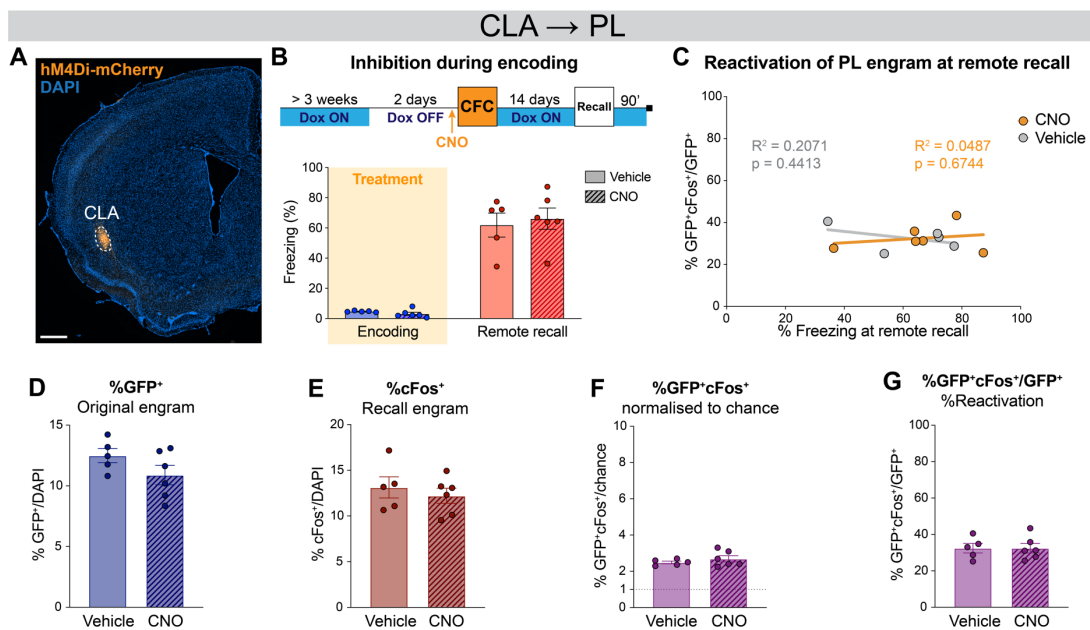 CLA → PL
A
hM4Di-mCherry
DAPI
CLA
B
Inhibition during encoding
> 3 weeks
2 days
14 days
90'
Dox ON
Dox OFF
CFC
Dox ON
Recall
CNO
Treatment
Vehicle
CNO
Freezing (%)
100
80
60
40
20
0
Encoding
Remote recall
C
Reactivation of PL engram at remote recall
CNO
Vehicle
R² = 0.2071
p = 0.4413
R² = 0.0487
p = 0.6744
% GFP⁺cFos⁺/GFP⁺
100
80
60
40
20
0
0
20
40
60
80
100
% Freezing at remote recall
D
%GFP⁺
Original engram
% GFP⁺/DAPI
15
10
5
0
Vehicle
CNO
E
%cFos⁺
Recall engram
% cFos⁺/DAPI
20
15
10
5
0
Vehicle
CNO
F
%GFP⁺cFos⁺
normalised to chance
% GFP⁺cFos⁺/chance
10
8
6
4
2
1
0
Vehicle
CNO
G
%GFP⁺cFos⁺/GFP⁺
%Reactivation
% GFP⁺cFos⁺/GFP⁺
100
80
60
40
20
0
Vehicle
CNO